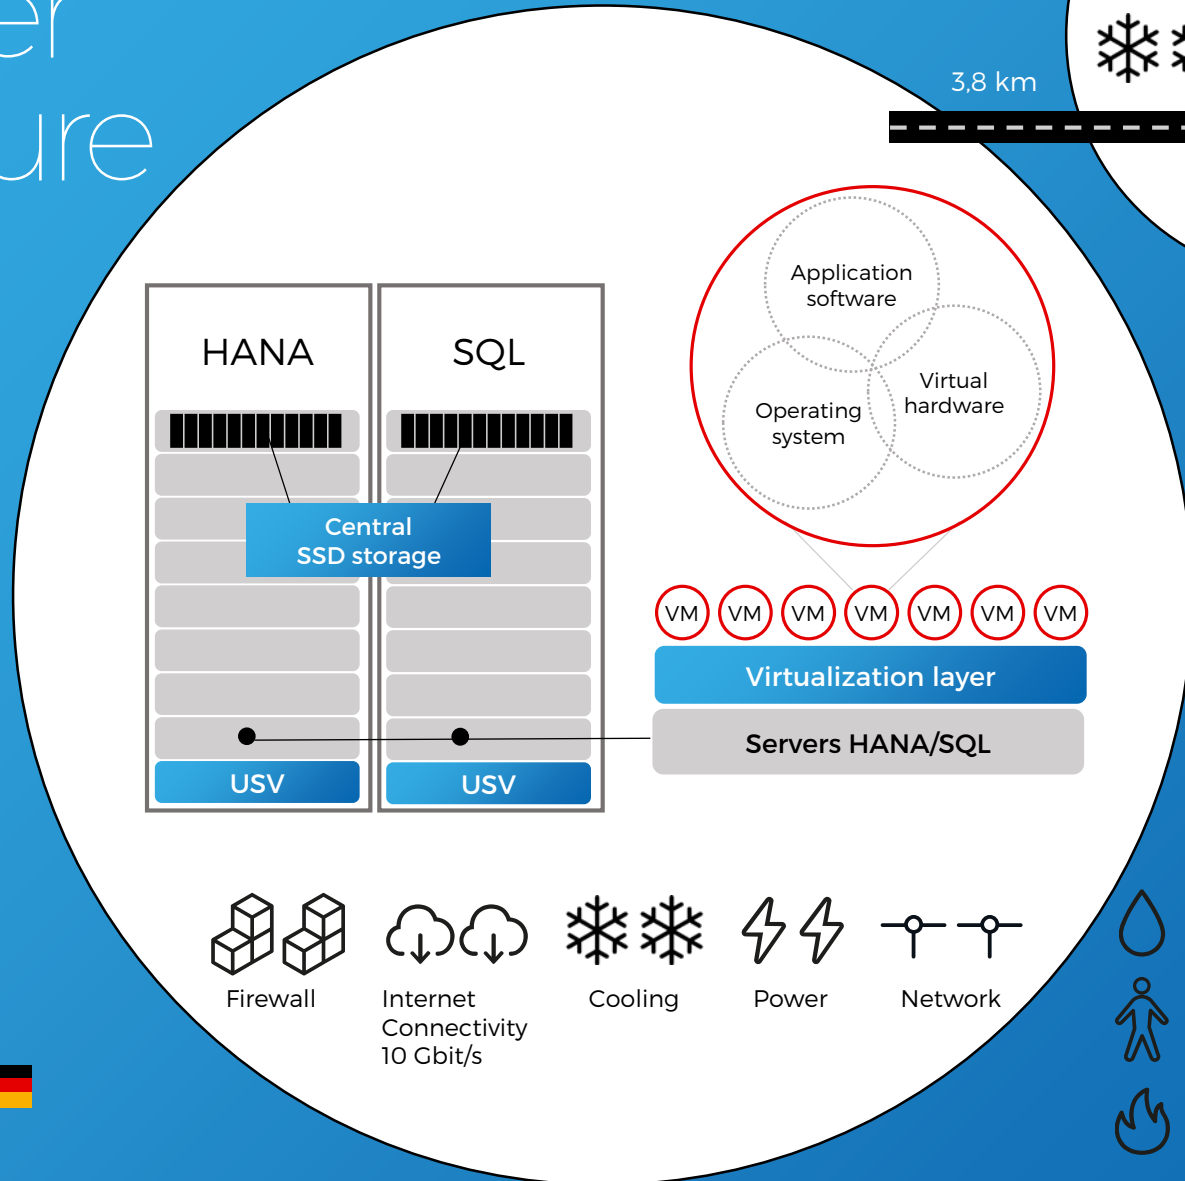 3,8 km
Application
software
Virtual
hardware
Operating
system
HANA
SQL
Central
SSD storage
VM VM VM VM VM VM VM
Virtualization layer
Servers HANA/SQL
USV
USV
Firewall
Internet
Connectivity
10 Gbit/s
Cooling
Power
Network